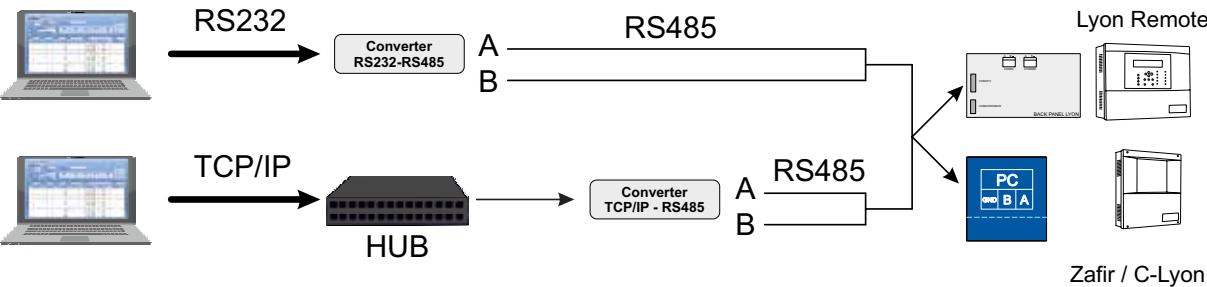 RS232
Converter
RS232-RS485
A
B
RS485
Lyon Remote
BACK PANEL LYON
TCP/IP
HUB
Converter
TCP/IP - RS485
A
B
RS485
PC
GND B A
Zafir / C-Lyon